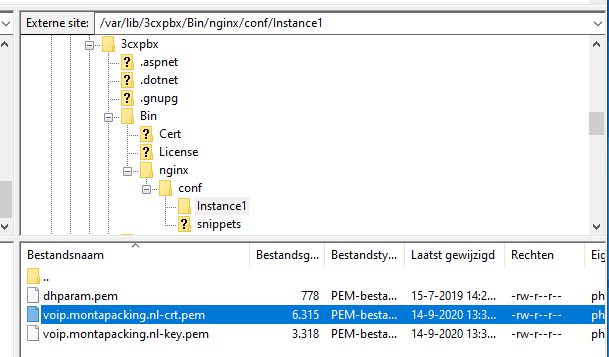 Externe site: /var/lib/3cxpbx/Bin/nginx/conf/Instance1
3cxpbx
? .aspnet
? .dotnet
? .gnupg
Bin
? Cert
? License
nginx
conf
Instance1
? snippets
Bestandsnaam Bestandsg... Bestandsty... Laatst gewijzigd Rechten Eig
..
dhparam.pem 778 PEM-besta... 15-7-2019 14:2... -rw-r--r-- ph
voip.montapacking.nl-crt.pem 6.315 PEM-besta... 14-9-2020 13:3... -rw-r--r-- ph
voip.montapacking.nl-key.pem 3.318 PEM-besta... 14-9-2020 13:3... -rw-r--r-- ph